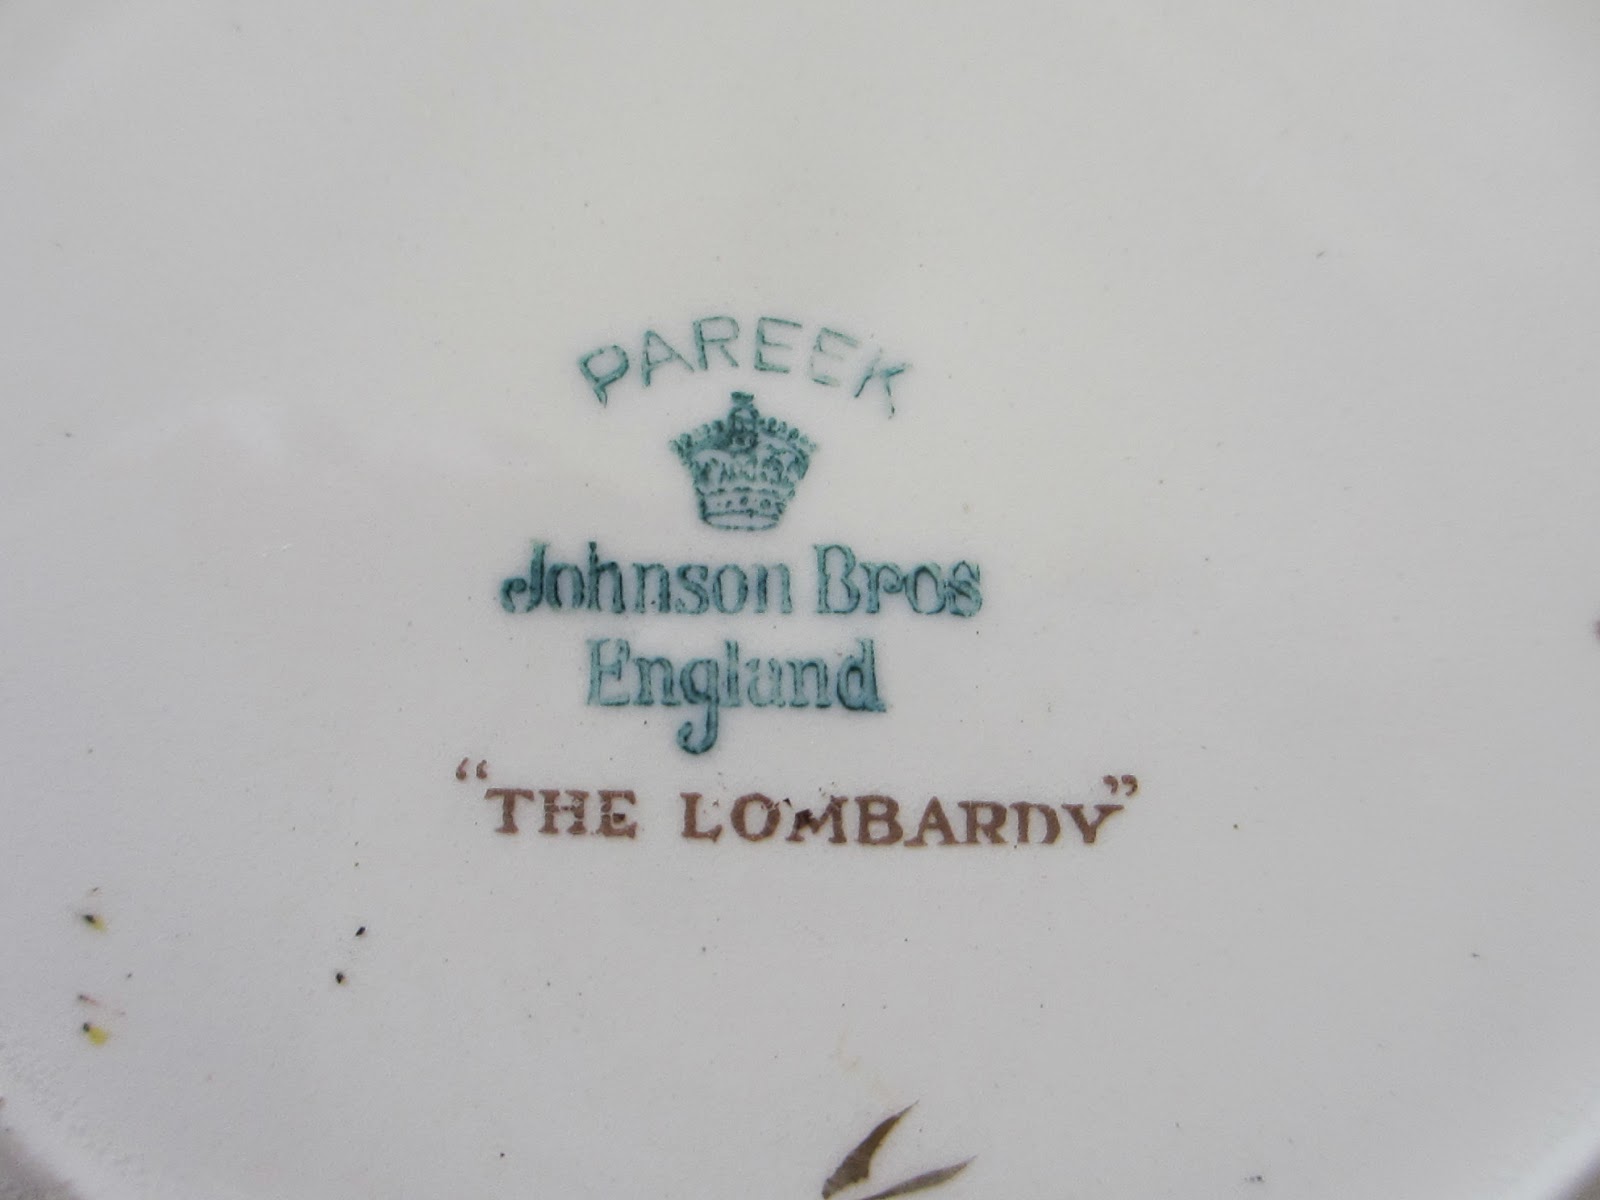 PAREEK
Johnson Bros
England
“THE LOMBARDY”